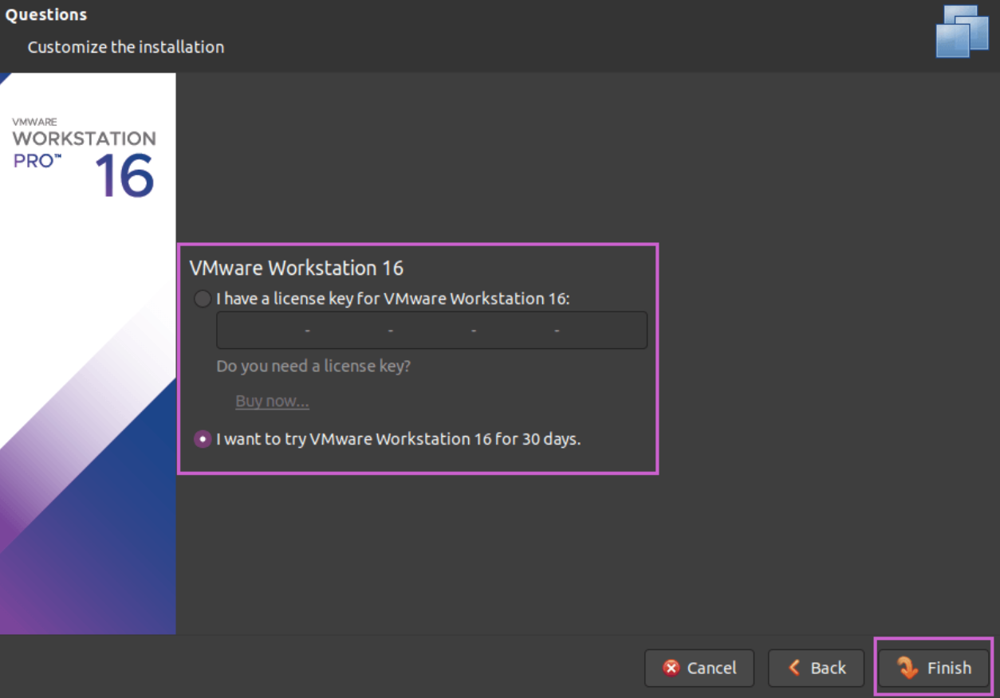 Questions
Customize the installation
VMWARE
WORKSTATION
PRO™ 16
VMware Workstation 16
I have a license key for VMware Workstation 16:
- - - -
Do you need a license key?
Buy now...
I want to try VMware Workstation 16 for 30 days.
Cancel Back Finish